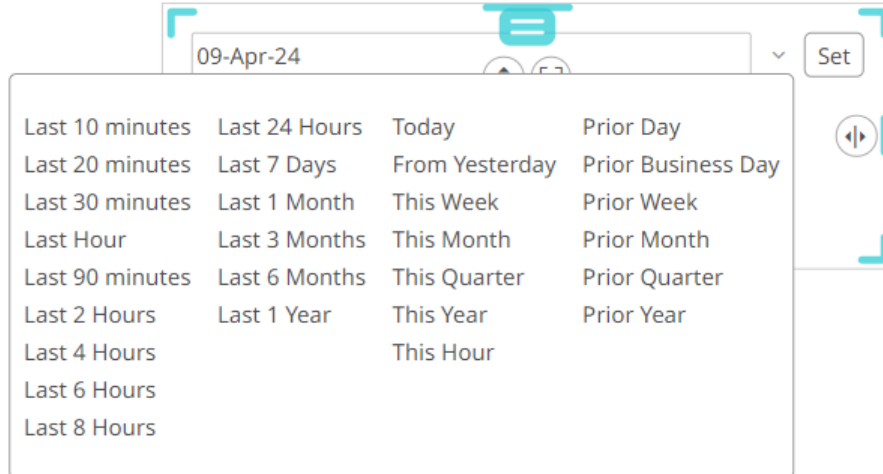 09-Apr-24
Set
Last 10 minutes Last 24 Hours Today Prior Day
Last 20 minutes Last 7 Days From Yesterday Prior Business Day
Last 30 minutes Last 1 Month This Week Prior Week
Last Hour Last 3 Months This Month Prior Month
Last 90 minutes Last 6 Months This Quarter Prior Quarter
Last 2 Hours Last 1 Year This Year Prior Year
Last 4 Hours This Hour
Last 6 Hours
Last 8 Hours